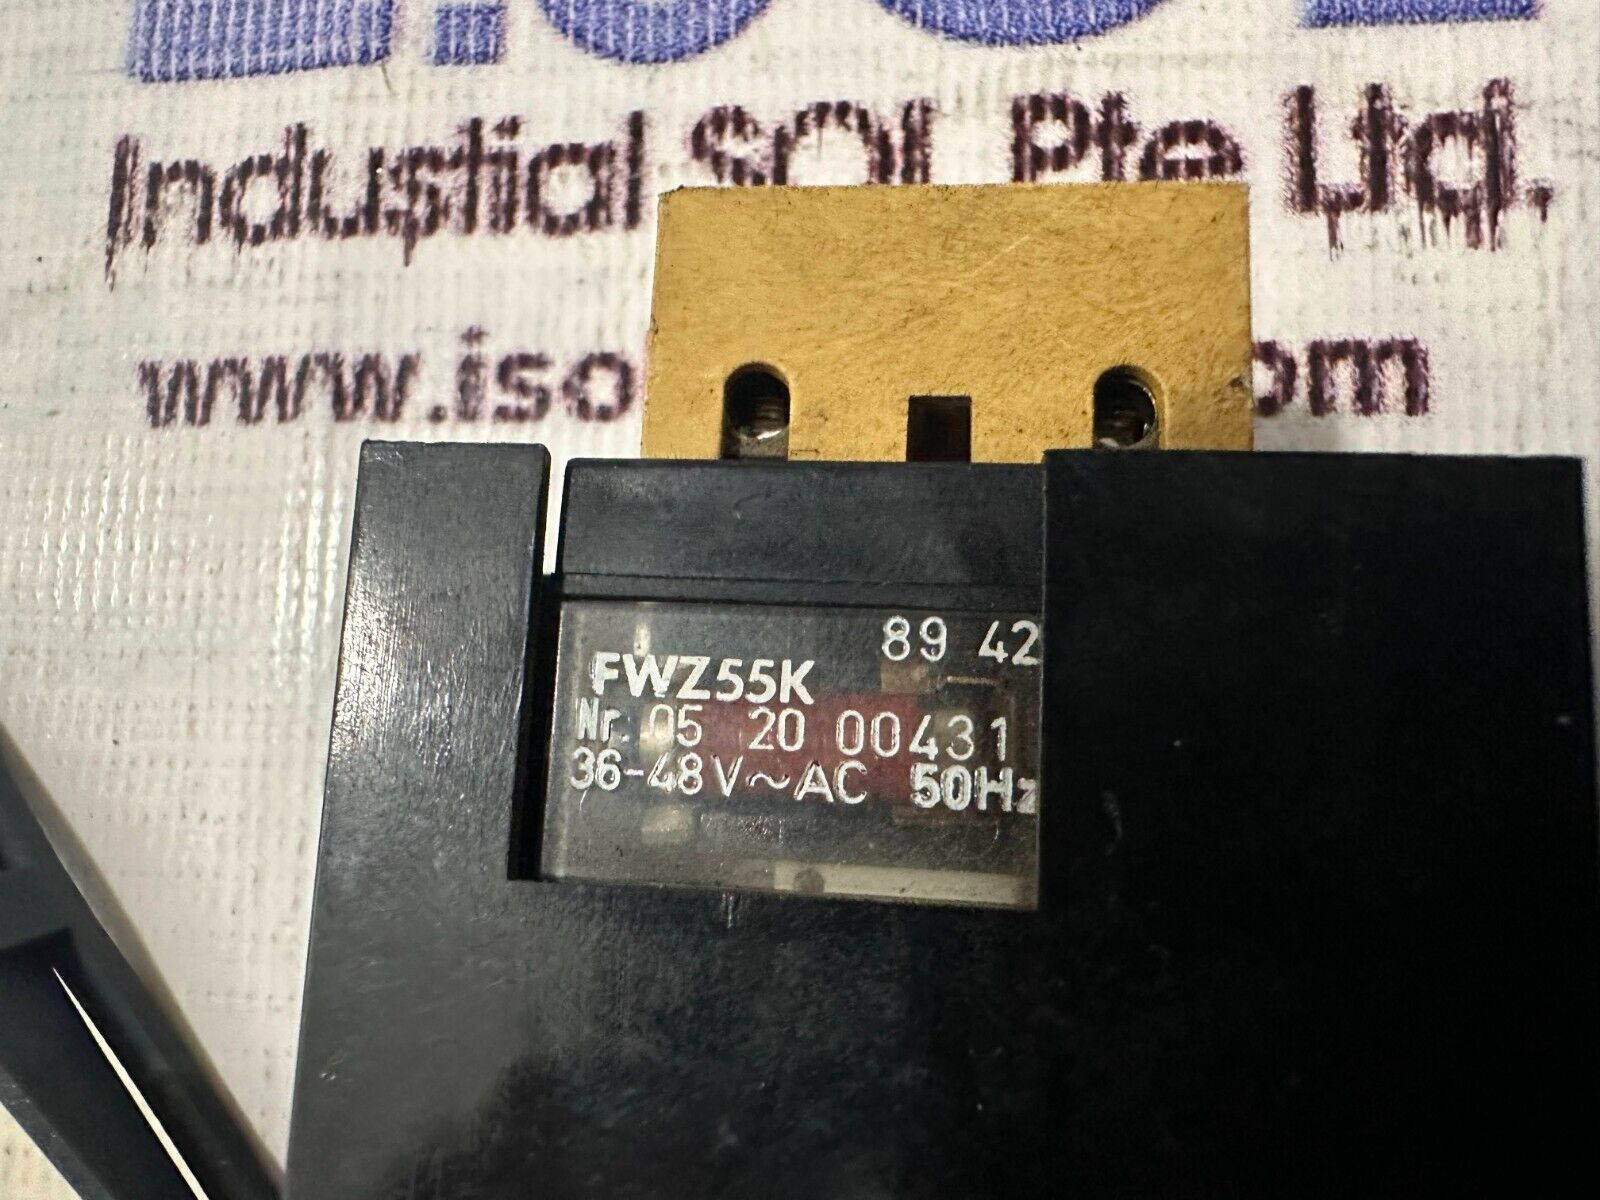 Industial SOL Pte Ltd,
www.iso om
89 42
FWZ55K
Nr. 05 20 00431
36-48V~AC 50Hz